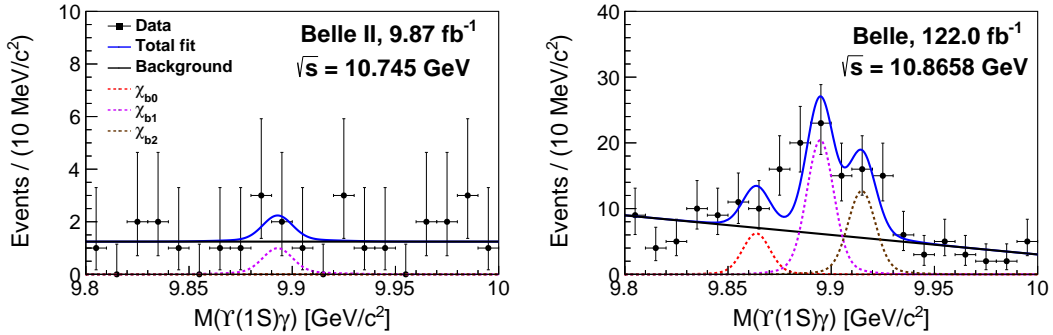 Events / (10 MeV/c²)
10
8
6
4
2
0
Data
Total fit
Background
χb0
χb1
χb2
Belle II, 9.87 fb⁻¹
√s = 10.745 GeV
9.8 9.85 9.9 9.95 10
M(ϒ(1S)γ) [GeV/c²]
Events / (10 MeV/c²)
40
30
20
10
0
Belle, 122.0 fb⁻¹
√s = 10.8658 GeV
9.8 9.85 9.9 9.95 10
M(ϒ(1S)γ) [GeV/c²]